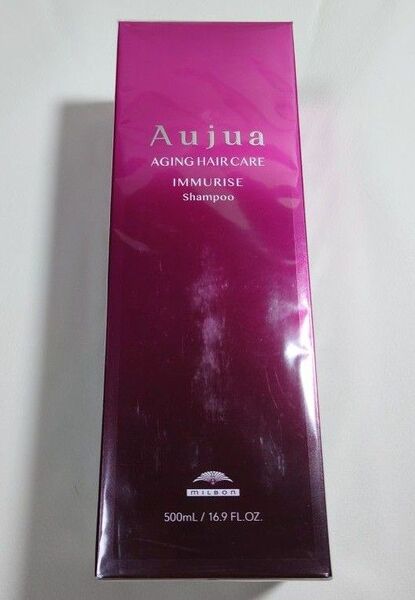 Aujua
AGING HAIR CARE
IMMURISE
Shampoo
MILBON
500mL / 16.9 FL.OZ.